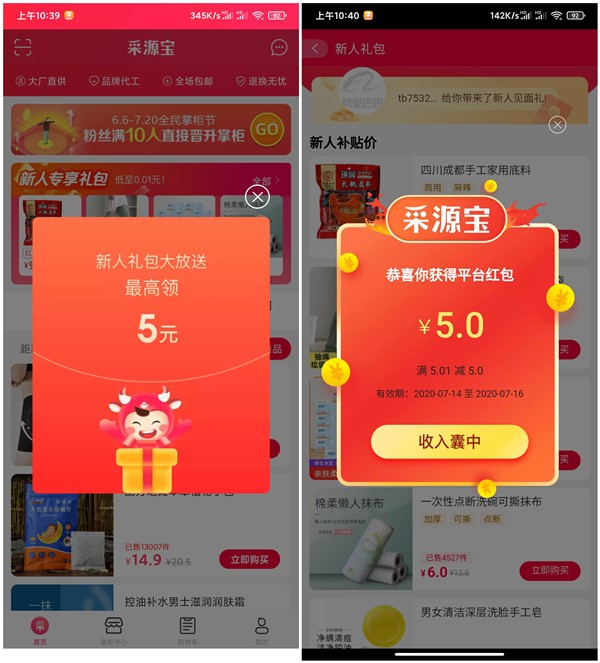 上午10:39
345K/s
92
采源宝
大厂直供
品牌代工
全场包邮
退换无忧
6.6-7.20全民掌柜节
粉丝满10人直接晋升掌柜
GO
新人专享礼包
低至0.01元!
全部
新人礼包大放送
最高领
5元
已售13007件
¥14.9
¥20.5
立即购买
控油补水男士滋润润肤霜
首页
掌柜中心
购物车
我的
上午10:40
142K/s
92
新人礼包
tb7532... 给你带来了新人见面礼!
新人补贴价
四川成都手工家用底料
商用
麻辣
采源宝
恭喜你获得平台红包
¥5.0
满 5.01 减 5.0
有效期: 2020-07-14 至 2020-07-16
收入囊中
棉柔懒人抹布
一次性点断洗碗可撕抹布
加厚
可撕
点断
已售4527件
¥6.0
¥12.0
立即购买
男女清洁深层洗脸手工皂
净螨清痘